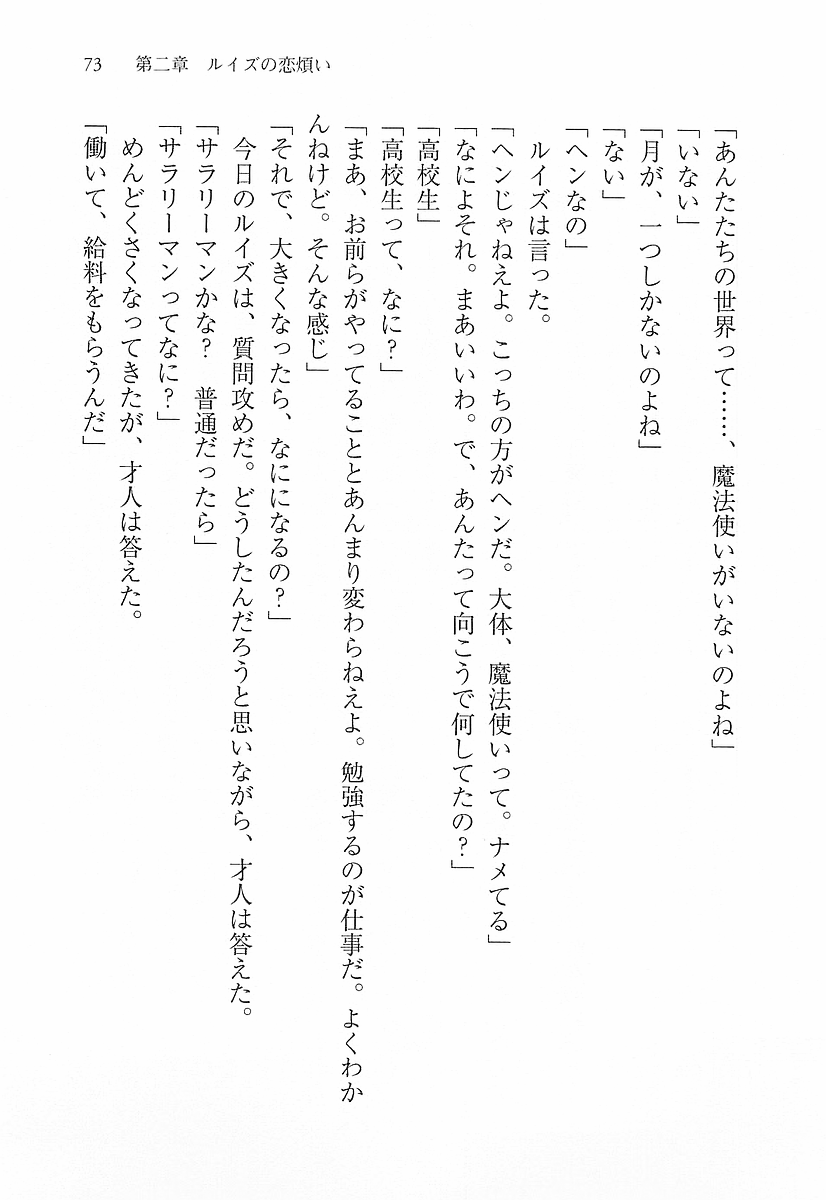 73　第二章　ルイズの恋煩い
「あんたたちの世界って……、魔法使いがいないのよね」
「いない」
「月が、一つしかないのよね」
「ない」
「ヘンなの」
　ルイズは言った。
「ヘンじゃねえよ。こっちの方がヘンだ。大体、魔法使いって。ナメてる」
「なによそれ。まあいいわ。で、あんたって向こうで何してたの？」
「高校生」
「高校生って、なに？」
「まあ、お前らがやってることとあんまり変わらねえよ。勉強するのが仕事だ。よくわか
んねけど。そんな感じ」
「それで、大きくなったら、なにになるの？」
　今日のルイズは、質問攻めだ。どうしたんだろうと思いながら、才人は答えた。
「サラリーマンかな？　普通だったら」
「サラリーマンってなに？」
　めんどくさくなってきたが、才人は答えた。
「働いて、給料をもらうんだ」